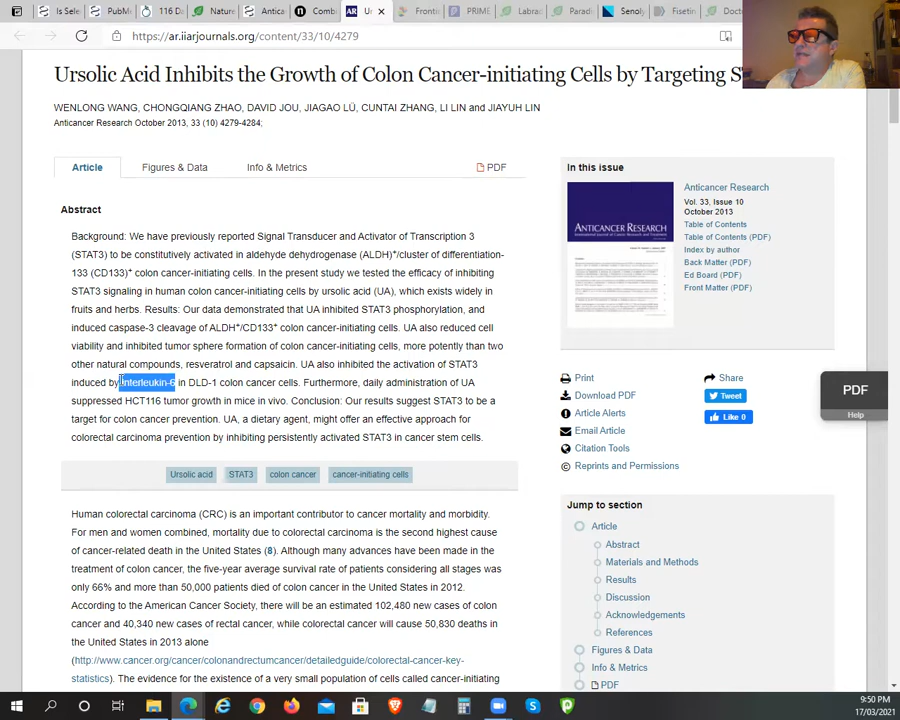 Is Sele
PubM
116 Da
Nature
Antica
Combi
AR
Ur
Fronti
PRIME
Labra
Paradi
Senoly
Fisetin
Docto
https://ar.iiarjournals.org/content/33/10/4279
Ursolic Acid Inhibits the Growth of Colon Cancer-initiating Cells by Targeting S
WENLONG WANG, CHONGQIANG ZHAO, DAVID JOU, JIAGAO LÜ, CUNTAI ZHANG, LI LIN and JIAYUH LIN
Anticancer Research October 2013, 33 (10) 4279-4284;
Article
Figures & Data
Info & Metrics
PDF
Abstract
Background: We have previously reported Signal Transducer and Activator of Transcription 3
(STAT3) to be constitutively activated in aldehyde dehydrogenase (ALDH)+/cluster of differentiation-
133 (CD133)+ colon cancer-initiating cells. In the present study we tested the efficacy of inhibiting
STAT3 signaling in human colon cancer-initiating cells by ursolic acid (UA), which exists widely in
fruits and herbs. Results: Our data demonstrated that UA inhibited STAT3 phosphorylation, and
induced caspase-3 cleavage of ALDH+/CD133+ colon cancer-initiating cells. UA also reduced cell
viability and inhibited tumor sphere formation of colon cancer-initiating cells, more potently than two
other natural compounds, resveratrol and capsaicin. UA also inhibited the activation of STAT3
induced by interleukin-6 in DLD-1 colon cancer cells. Furthermore, daily administration of UA
suppressed HCT116 tumor growth in mice in vivo. Conclusion: Our results suggest STAT3 to be a
target for colon cancer prevention. UA, a dietary agent, might offer an effective approach for
colorectal carcinoma prevention by inhibiting persistently activated STAT3 in cancer stem cells.
Ursolic acid
STAT3
colon cancer
cancer-initiating cells
Human colorectal carcinoma (CRC) is an important contributor to cancer mortality and morbidity.
For men and women combined, mortality due to colorectal carcinoma is the second highest cause
of cancer-related death in the United States (8). Although many advances have been made in the
treatment of colon cancer, the five-year average survival rate of patients considering all stages was
only 66% and more than 50,000 patients died of colon cancer in the United States in 2012.
According to the American Cancer Society, there will be an estimated 102,480 new cases of colon
cancer and 40,340 new cases of rectal cancer, while colorectal cancer will cause 50,830 deaths in
the United States in 2013 alone
(http://www.cancer.org/cancer/colonandrectumcancer/detailedguide/colorectal-cancer-key-
statistics). The evidence for the existence of a very small population of cells called cancer-initiating
In this issue
ANTICANCER RESEARCH
Anticancer Research
Vol. 33, Issue 10
October 2013
Table of Contents
Table of Contents (PDF)
Index by author
Back Matter (PDF)
Ed Board (PDF)
Front Matter (PDF)
Print
Download PDF
Article Alerts
Email Article
Citation Tools
Reprints and Permissions
Share
Tweet
Like 0
PDF
Help
Jump to section
Article
Abstract
Materials and Methods
Results
Discussion
Acknowledgements
References
Figures & Data
Info & Metrics
PDF
9:50 PM
17/03/2021